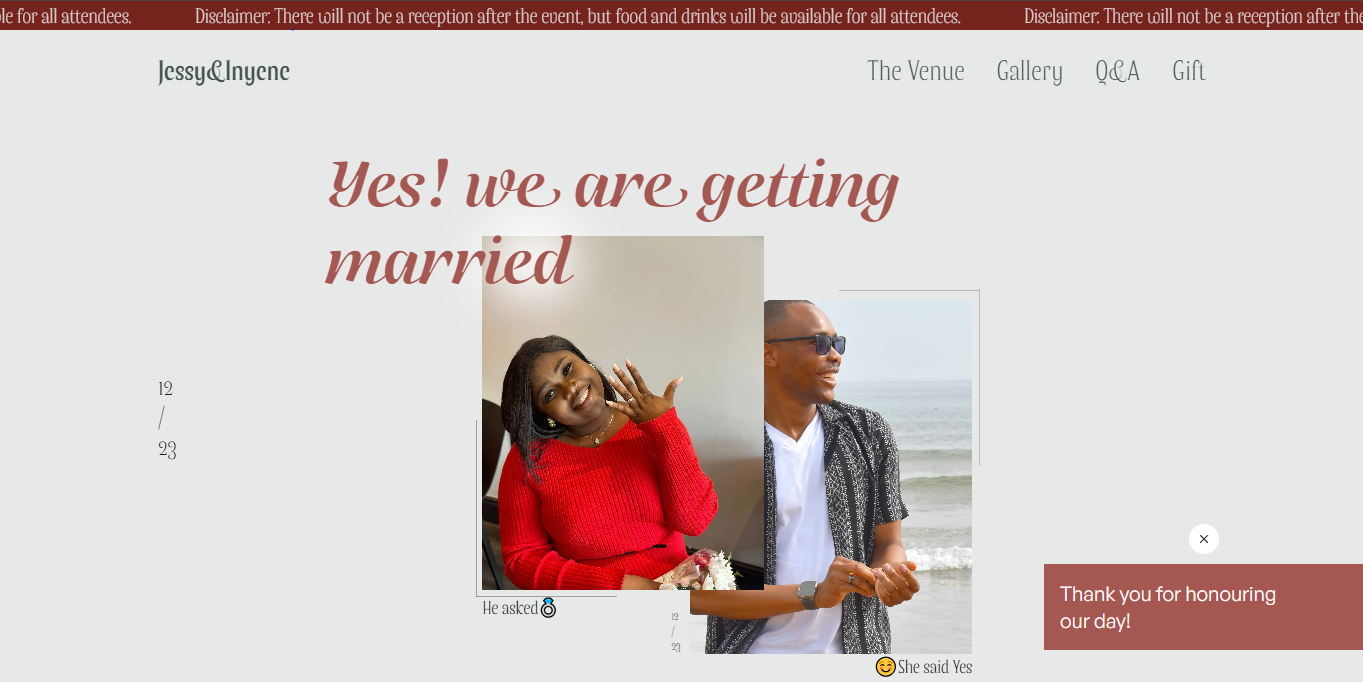 le for all attendees. Disclaimer: There will not be a reception after the event, but food and drinks will be available for all attendees. Disclaimer: There will not be a reception after the
Jessy&Inyene The Venue Gallery Q&A Gift
Yes! we are getting
married
12
/
23
He asked
12
/
23
She said Yes
Thank you for honouring
our day!